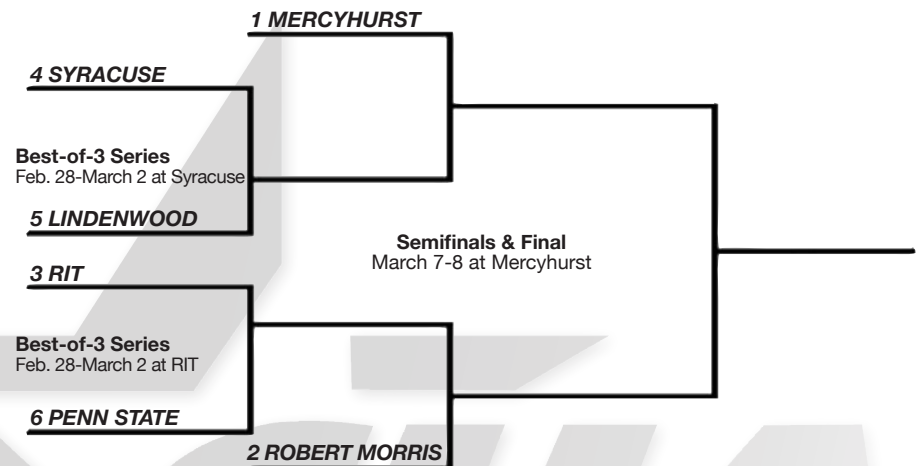 1 MERCYHURST
4 SYRACUSE
Best-of-3 Series
Feb. 28-March 2 at Syracuse
5 LINDENWOOD
Semifinals & Final
March 7-8 at Mercyhurst
3 RIT
Best-of-3 Series
Feb. 28-March 2 at RIT
6 PENN STATE
2 ROBERT MORRIS